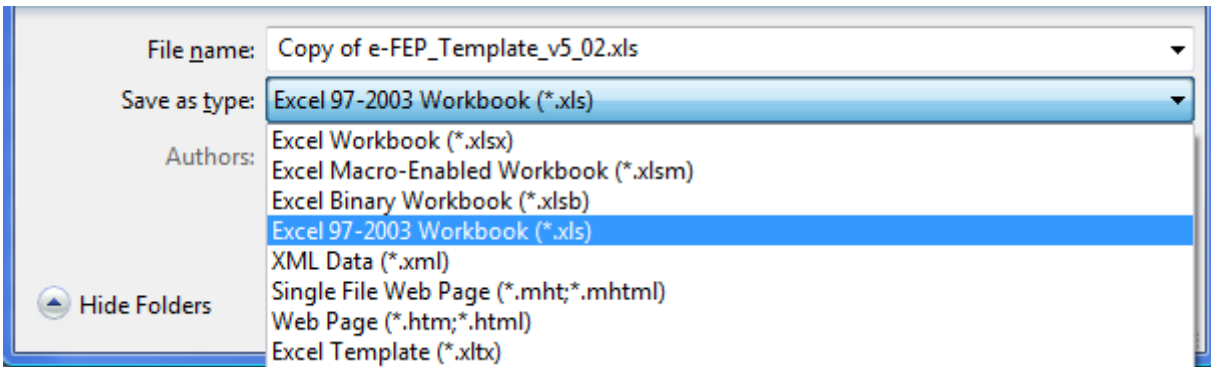 File name: Copy of e-FEP_Template_v5_02.xls
Save as type: Excel 97-2003 Workbook (*.xls)
Authors:
Excel Workbook (*.xlsx)
Excel Macro-Enabled Workbook (*.xlsm)
Excel Binary Workbook (*.xlsb)
Excel 97-2003 Workbook (*.xls)
XML Data (*.xml)
Single File Web Page (*.mht;*.mhtml)
Web Page (*.htm;*.html)
Excel Template (*.xltx)
Hide Folders